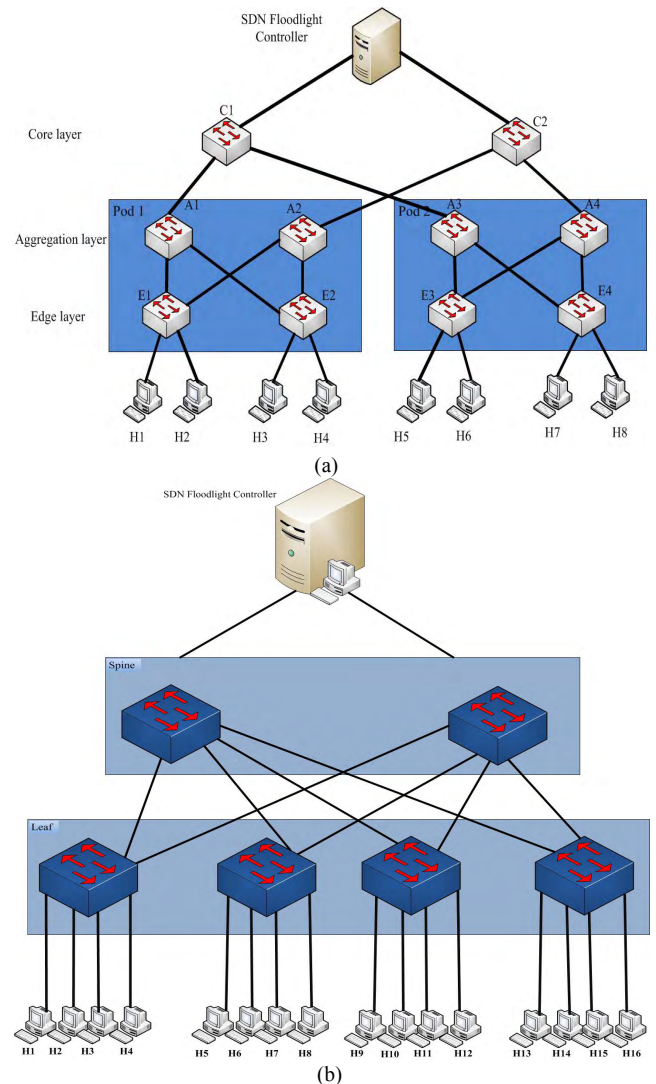 SDN Floodlight
Controller
C1
C2
Core layer
Pod 1
A1
A2
Pod 2
A3
A4
Aggregation layer
E1
E2
E3
E4
Edge layer
H1
H2
H3
H4
H5
H6
H7
H8
(a)
SDN Floodlight Controller
Spine
Leaf
H1 H2 H3 H4 H5 H6 H7 H8 H9 H10 H11 H12 H13 H14 H15 H16
(b)